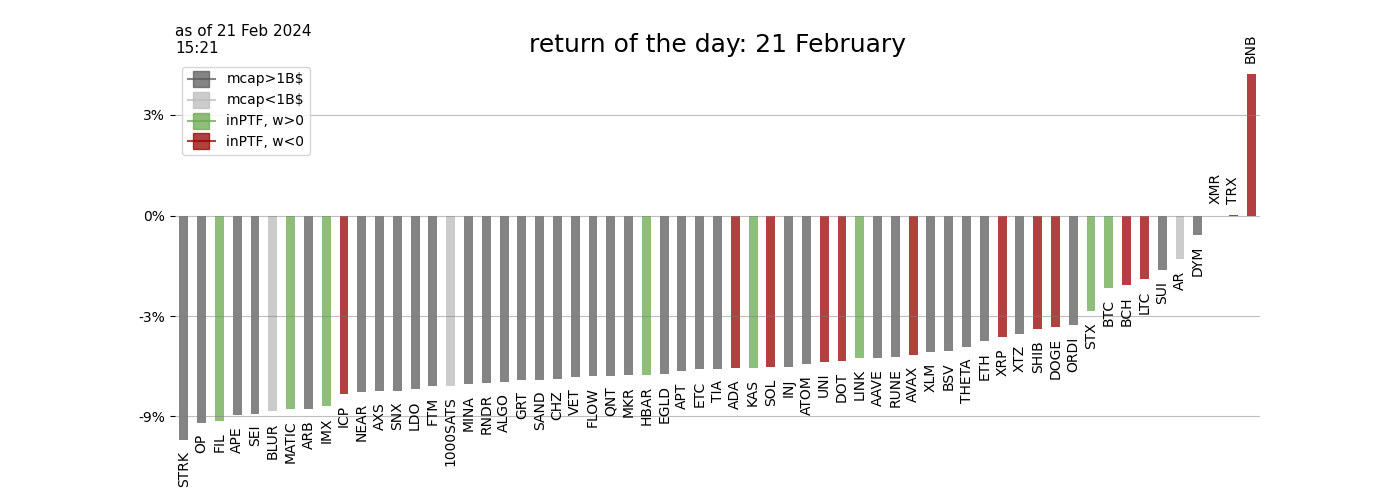 as of 21 Feb 2024
15:21
return of the day: 21 February
mcap>1B$
mcap<1B$
inPTF, w>0
inPTF, w<0
3%
0%
-3%
-9%
STRK
OP
FIL
APE
SEI
BLUR
MATIC
ARB
IMX
ICP
NEAR
AXS
SNX
LDO
FTM
1000SATS
MINA
RNDR
ALGO
GRT
SAND
CHZ
VET
FLOW
QNT
MKR
HBAR
EGLD
APT
ETC
TIA
ADA
KAS
SOL
INJ
ATOM
UNI
DOT
LINK
AAVE
RUNE
AVAX
XLM
BSV
THETA
ETH
XRP
XTZ
SHIB
DOGE
ORDI
STX
BTC
BCH
LTC
SUI
AR
DYM
XMR
TRX
BNB